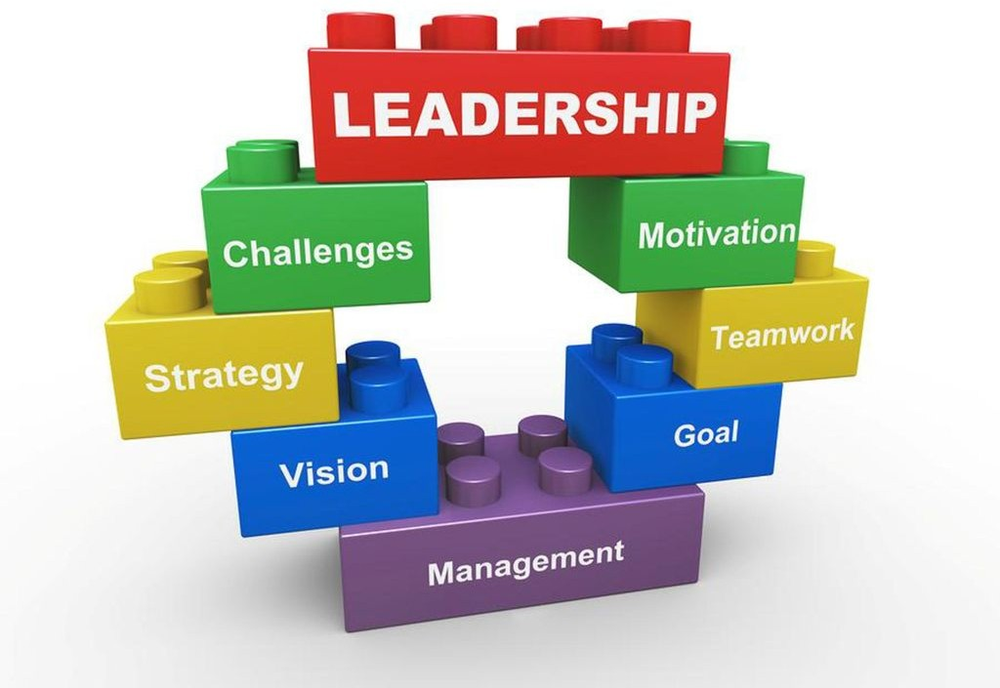 LEADERSHIP
Challenges
Motivation
Strategy
Teamwork
Vision
Goal
Management